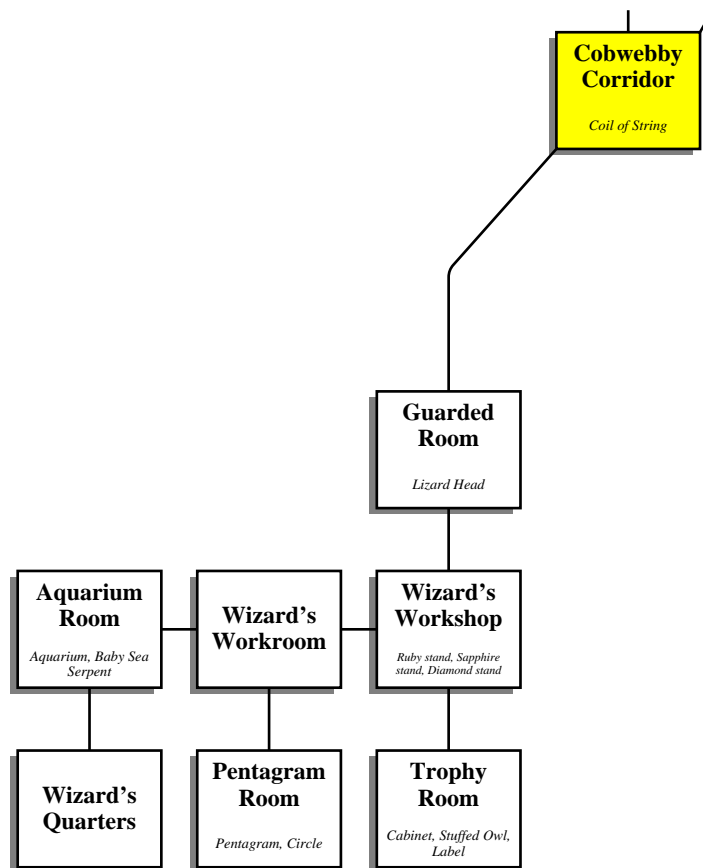 Cobwebby
Corridor
Coil of String
Guarded
Room
Lizard Head
Aquarium
Room
Aquarium, Baby Sea
Serpent
Wizard's
Workroom
Wizard's
Workshop
Ruby stand, Sapphire
stand, Diamond stand
Wizard's
Quarters
Pentagram
Room
Pentagram, Circle
Trophy
Room
Cabinet, Stuffed Owl,
Label